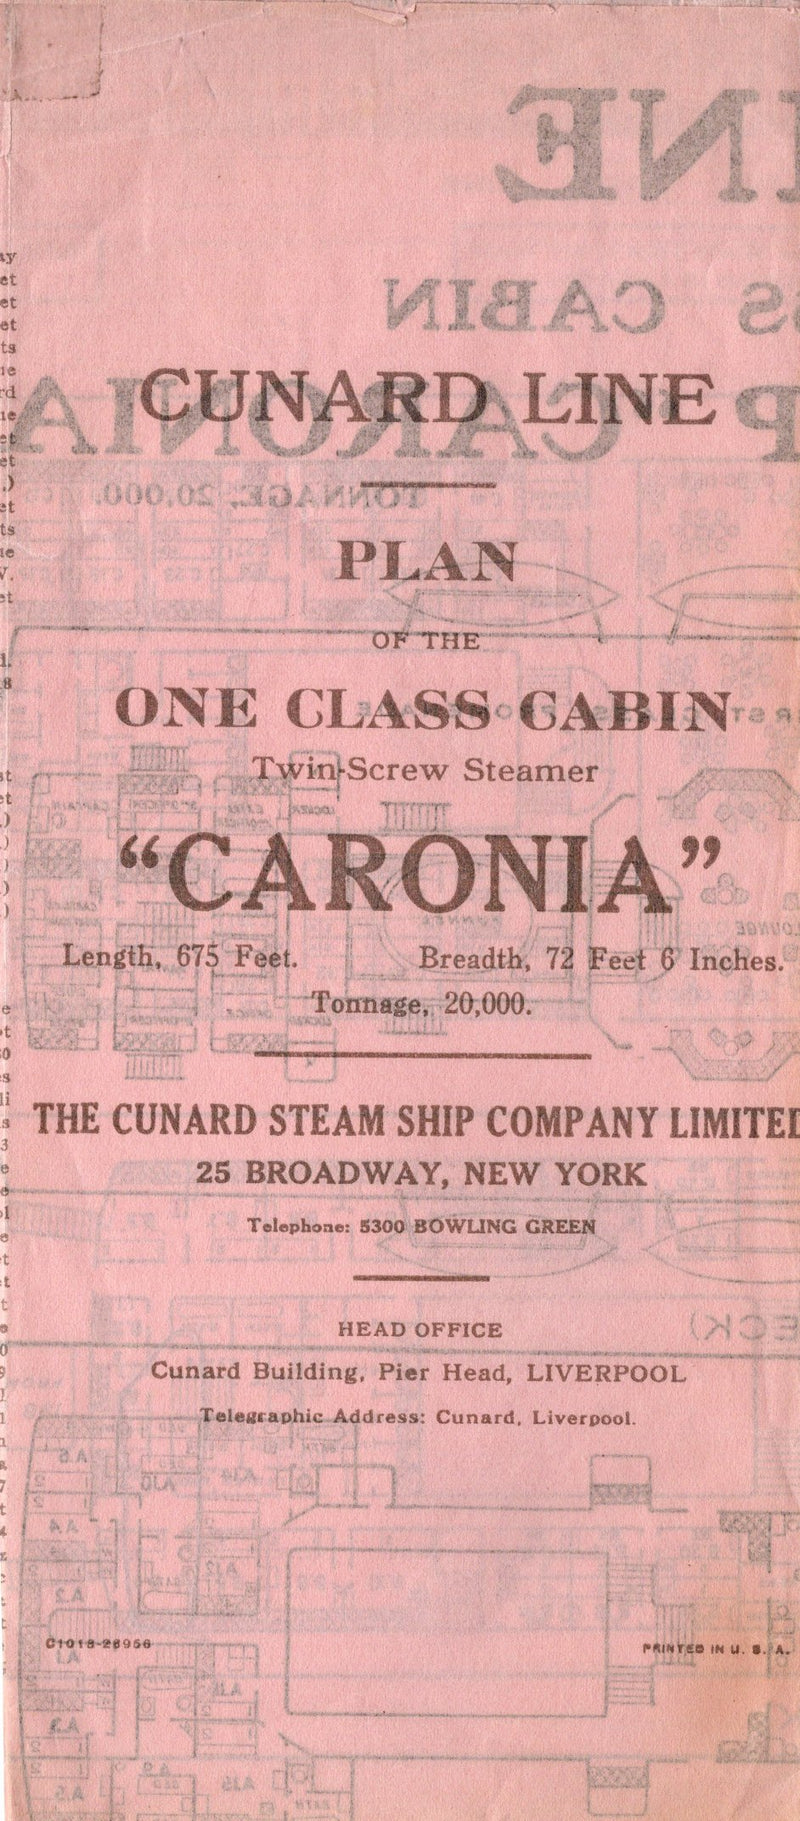 CUNARD LINE
PLAN
OF THE
ONE CLASS CABIN
Twin-Screw Steamer
“CARONIA”
Length, 675 Feet. Breadth, 72 Feet 6 Inches.
Tonnage, 20,000.
THE CUNARD STEAM SHIP COMPANY LIMITED
25 BROADWAY, NEW YORK
Telephone: 5300 BOWLING GREEN
HEAD OFFICE
Cunard Building, Pier Head, LIVERPOOL
Telegraphic Address: Cunard, Liverpool.
C1018-28956 PRINTED IN U. S. A.